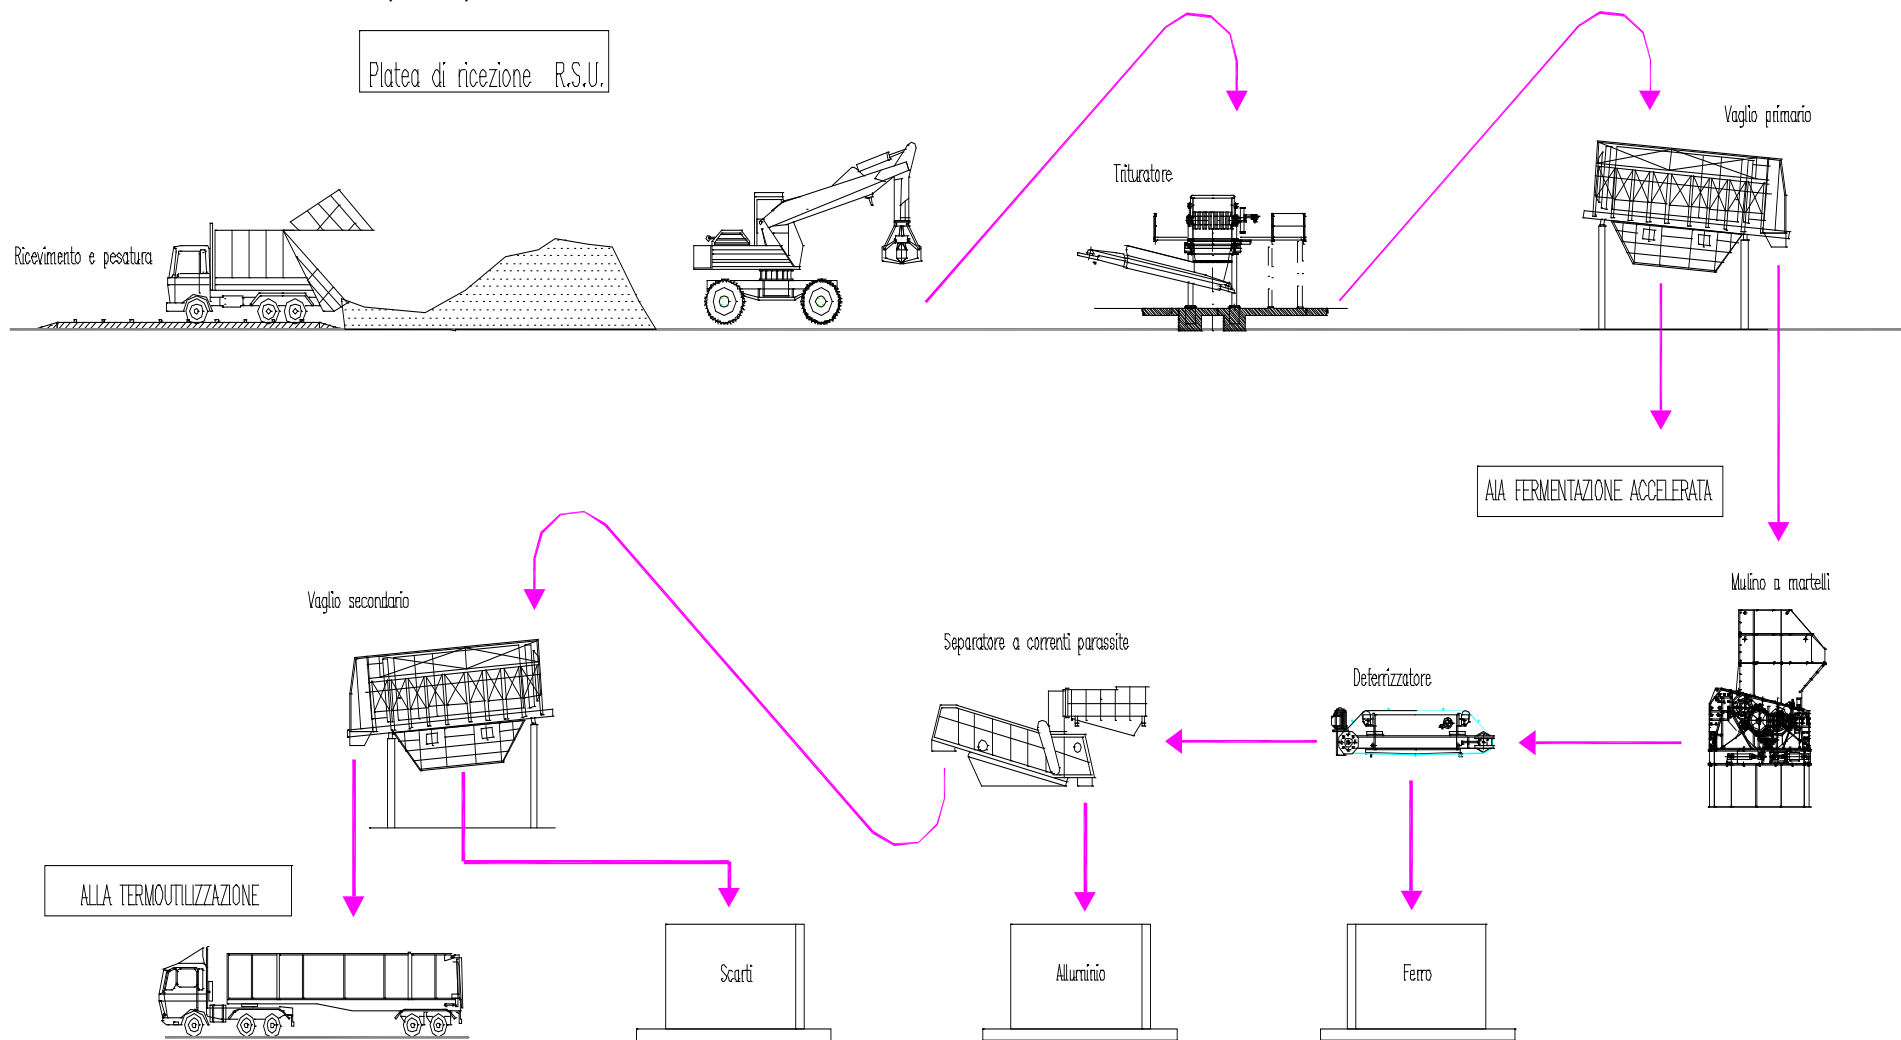 Platea di ricezione R.S.U.
Vaglio primario
Trituratore
Ricevimento e pesatura
AIA FERMENTAZIONE ACCELERATA
Mulino a martelli
Vaglio secondario
Separatore a correnti parassite
Deferrizzatore
ALLA TERMOUTILIZZAZIONE
Scarti
Alluminio
Ferro